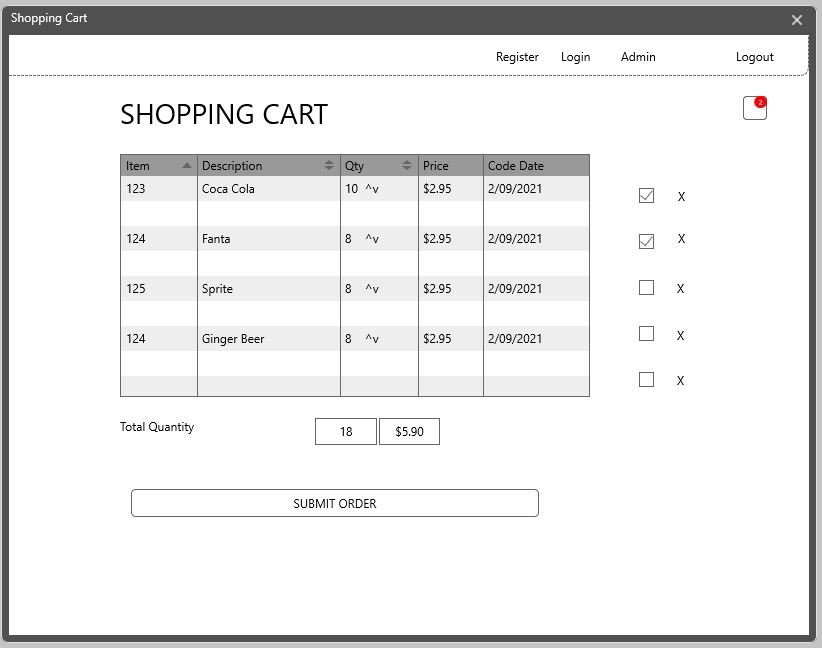 Shopping Cart
Register Login Admin Logout
2
SHOPPING CART
Item Description Qty Price Code Date
123 Coca Cola 10 ^v $2.95 2/09/2021
X
124 Fanta 8 ^v $2.95 2/09/2021
X
125 Sprite 8 ^v $2.95 2/09/2021
X
124 Ginger Beer 8 ^v $2.95 2/09/2021
X
X
Total Quantity 18 $5.90
SUBMIT ORDER